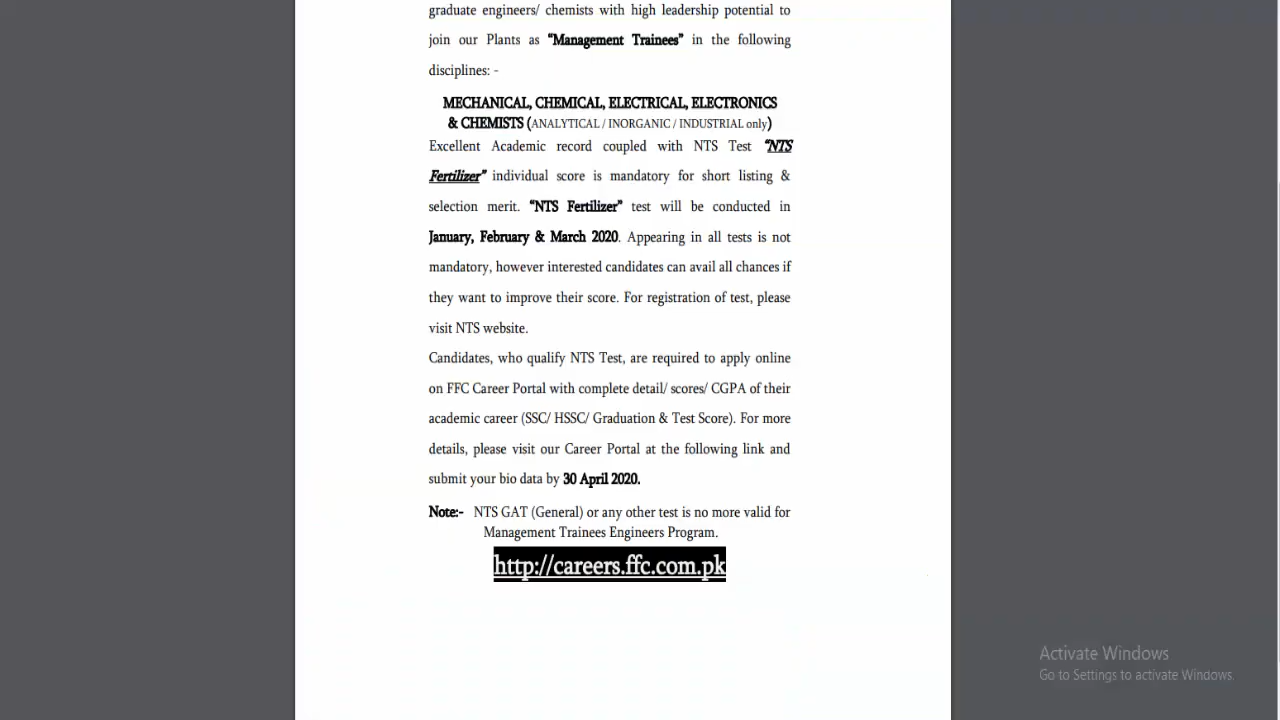 graduate engineers/ chemists with high leadership potential to
join our Plants as “Management Trainees” in the following
disciplines: -
MECHANICAL, CHEMICAL, ELECTRICAL, ELECTRONICS
& CHEMISTS (ANALYTICAL / INORGANIC / INDUSTRIAL only)
Excellent Academic record coupled with NTS Test “NTS
Fertilizer” individual score is mandatory for short listing &
selection merit. “NTS Fertilizer” test will be conducted in
January, February & March 2020. Appearing in all tests is not
mandatory, however interested candidates can avail all chances if
they want to improve their score. For registration of test, please
visit NTS website.
Candidates, who qualify NTS Test, are required to apply online
on FFC Career Portal with complete detail/ scores/ CGPA of their
academic career (SSC/ HSSC/ Graduation & Test Score). For more
details, please visit our Career Portal at the following link and
submit your bio data by 30 April 2020.
Note:- NTS GAT (General) or any other test is no more valid for
Management Trainees Engineers Program.
http://careers.ffc.com.pk
Activate Windows
Go to Settings to activate Windows.